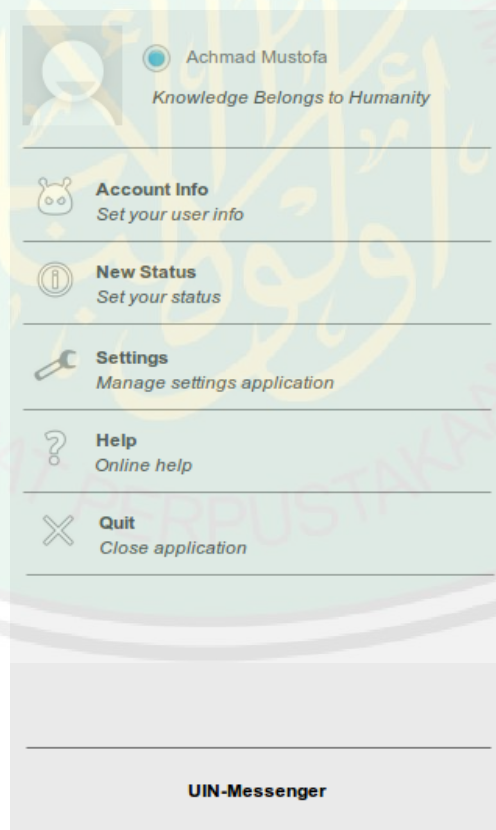 Achmad Mustofa
Knowledge Belongs to Humanity
Account Info
Set your user info
New Status
Set your status
Settings
Manage settings application
Help
Online help
Quit
Close application
UIN-Messenger